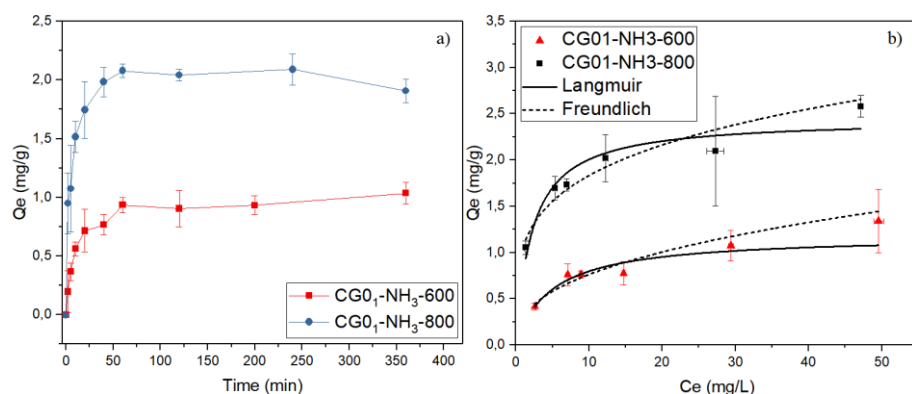 a)
2,5
2,0
1,5
1,0
0,5
0,0
Qe (mg/g)
0 50 100 150 200 250 300 350 400
Time (min)
CG0₁-NH₃-600
CG0₁-NH₃-800
b)
3,5
3,0
2,5
2,0
1,5
1,0
0,5
0,0
Qe (mg/g)
0 10 20 30 40 50
Ce (mg/L)
CG01-NH3-600
CG01-NH3-800
Langmuir
Freundlich